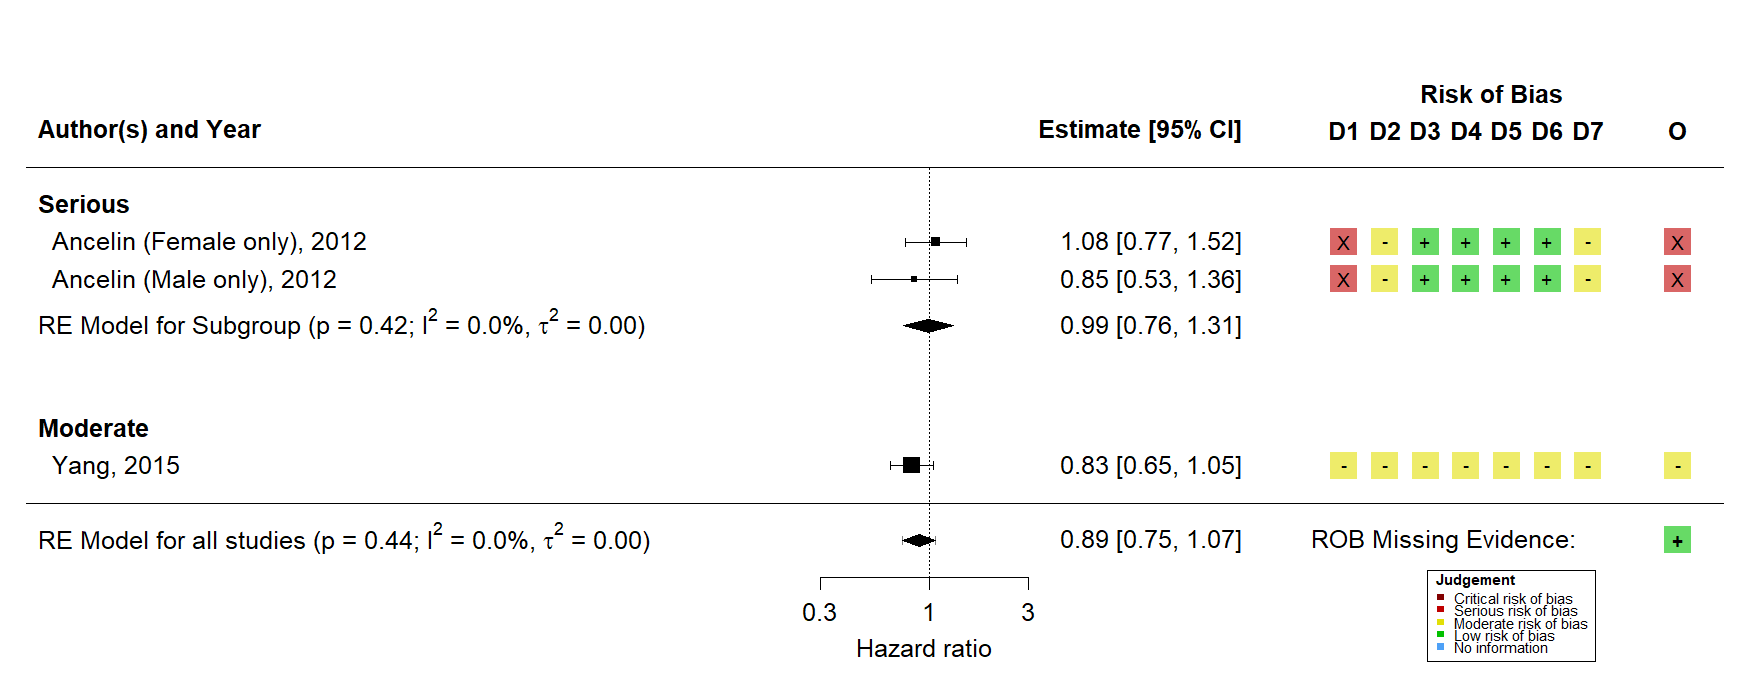 Risk of Bias
Author(s) and Year Estimate [95% CI] D1 D2 D3 D4 D5 D6 D7 O
Serious
Ancelin (Female only), 2012 1.08 [0.77, 1.52] X - + + + + - X
Ancelin (Male only), 2012 0.85 [0.53, 1.36] X - + + + + - X
RE Model for Subgroup (p = 0.42; I² = 0.0%, τ² = 0.00) 0.99 [0.76, 1.31]
Moderate
Yang, 2015 0.83 [0.65, 1.05] - - - - - - - -
RE Model for all studies (p = 0.44; I² = 0.0%, τ² = 0.00) 0.89 [0.75, 1.07] ROB Missing Evidence: +
0.3 1 3
Hazard ratio
Judgement
Critical risk of bias
Serious risk of bias
Moderate risk of bias
Low risk of bias
No information